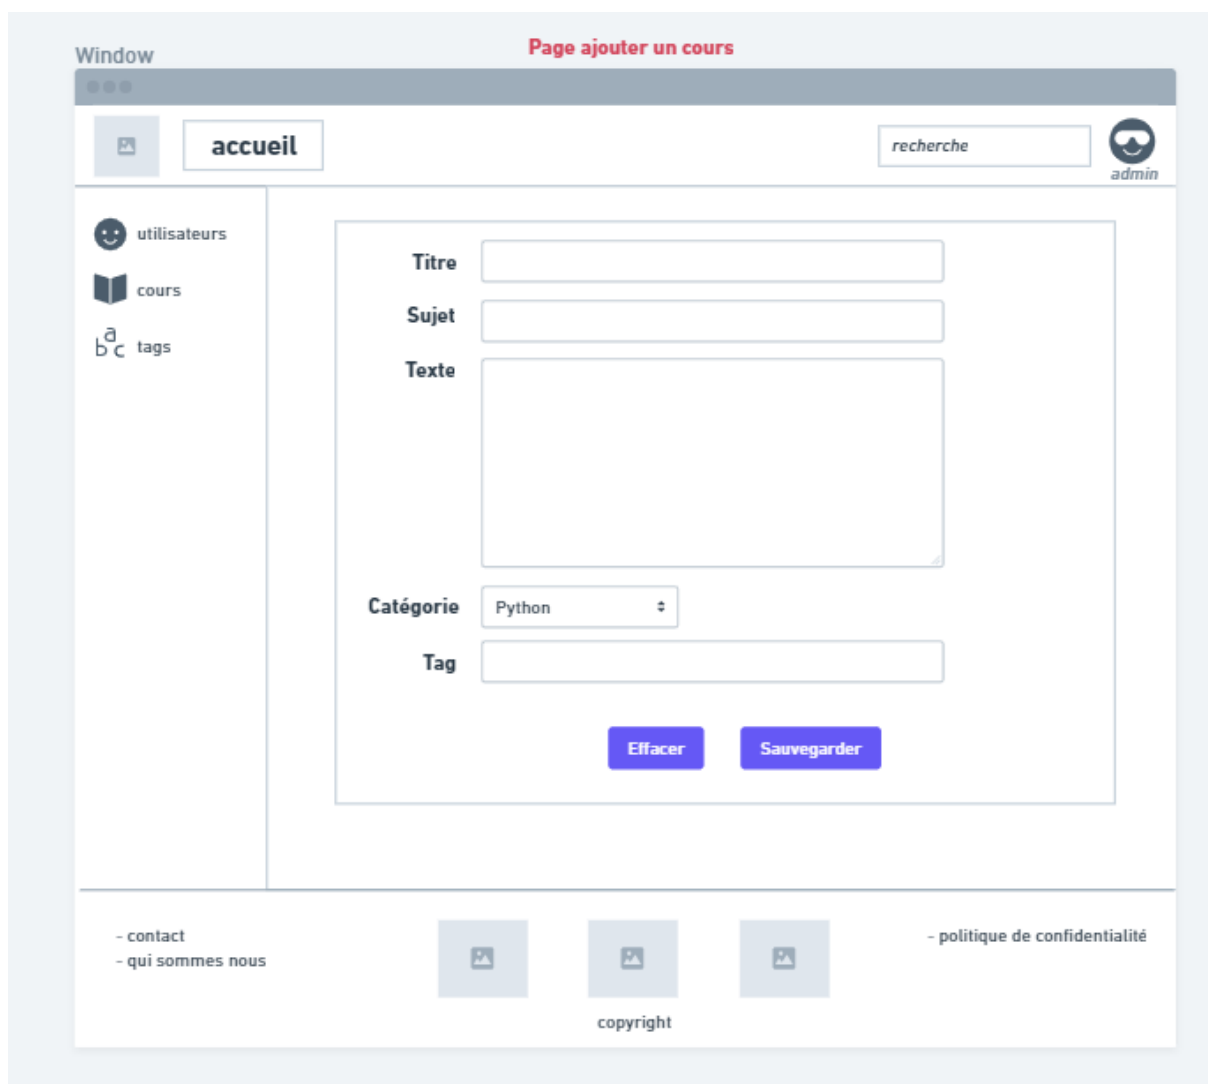 Page ajouter un cours
Window
accueil
recherche
admin
utilisateurs
cours
tags
Titre
Sujet
Texte
Catégorie
Python
Tag
Effacer
Sauvegarder
- contact
- qui sommes nous
- politique de confidentialité
copyright